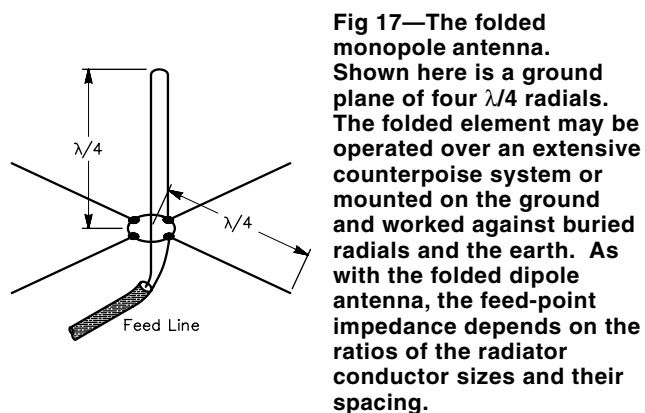 λ/4
λ/4
Feed Line
Fig 17—The folded
monopole antenna.
Shown here is a ground
plane of four λ/4 radials.
The folded element may be
operated over an extensive
counterpoise system or
mounted on the ground
and worked against buried
radials and the earth.  As
with the folded dipole
antenna, the feed-point
impedance depends on the
ratios of the radiator
conductor sizes and their
spacing.